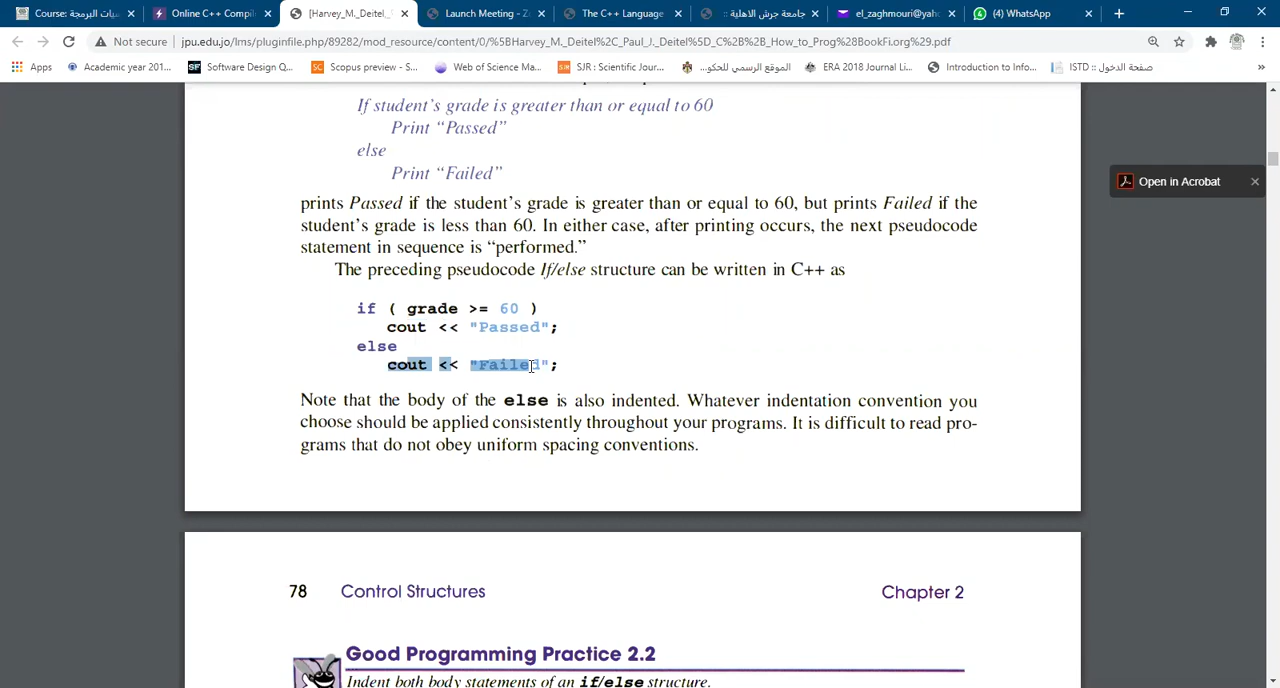 Course: سيات البرمجة
Online C++ Compil
[Harvey_M._Deitel,_
Launch Meeting - Z
The C++ Language
جامعة جرش الاهلية ::
el_zaghmouri@yah
(4) WhatsApp
Not secure | jpu.edu.jo/lms/pluginfile.php/89282/mod_resource/content/0/%5BHarvey_M._Deitel%2C_Paul_J._Deitel%5D_C%2B%2B_How_to_Prog%28BookFi.org%29.pdf
Apps
Academy year 201...
Software Design Q...
Scopus preview - S...
Web of Science Ma...
SJR : Scientific Jour...
الموقع الرسمي للحكو...
ERA 2018 Journal Li...
Introduction to Info...
ISTD :: صفحة الدخول
»
If student's grade is greater than or equal to 60
Print “Passed”
else
Print “Failed”
prints Passed if the student's grade is greater than or equal to 60, but prints Failed if the
student's grade is less than 60. In either case, after printing occurs, the next pseudocode
statement in sequence is “performed.”
The preceding pseudocode If/else structure can be written in C++ as
if ( grade >= 60 )
cout << "Passed";
else
cout << "Failed";
Note that the body of the else is also indented. Whatever indentation convention you
choose should be applied consistently throughout your programs. It is difficult to read pro-
grams that do not obey uniform spacing conventions.
Open in Acrobat
78 Control Structures Chapter 2
Good Programming Practice 2.2
Indent both body statements of an if/else structure.